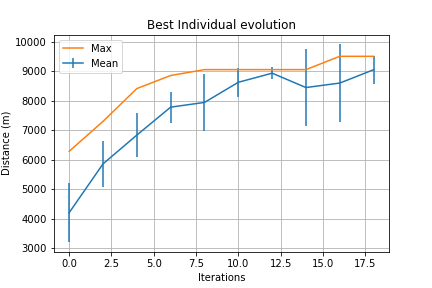 Best Individual evolution
Max
Mean
Distance (m)
10000
9000
8000
7000
6000
5000
4000
3000
0.0 2.5 5.0 7.5 10.0 12.5 15.0 17.5
Iterations